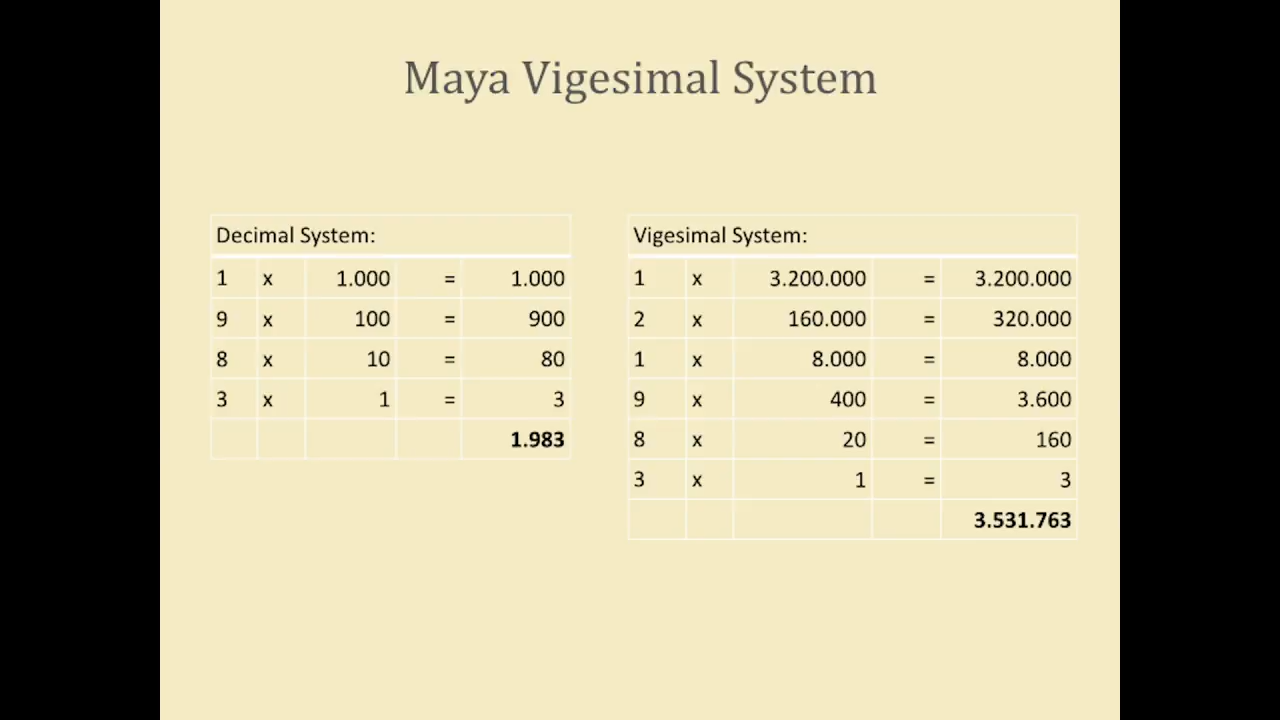 Maya Vigesimal System
Decimal System:
1 x 1.000 = 1.000
9 x 100 = 900
8 x 10 = 80
3 x 1 = 3
1.983
Vigesimal System:
1 x 3.200.000 = 3.200.000
2 x 160.000 = 320.000
1 x 8.000 = 8.000
9 x 400 = 3.600
8 x 20 = 160
3 x 1 = 3
3.531.763